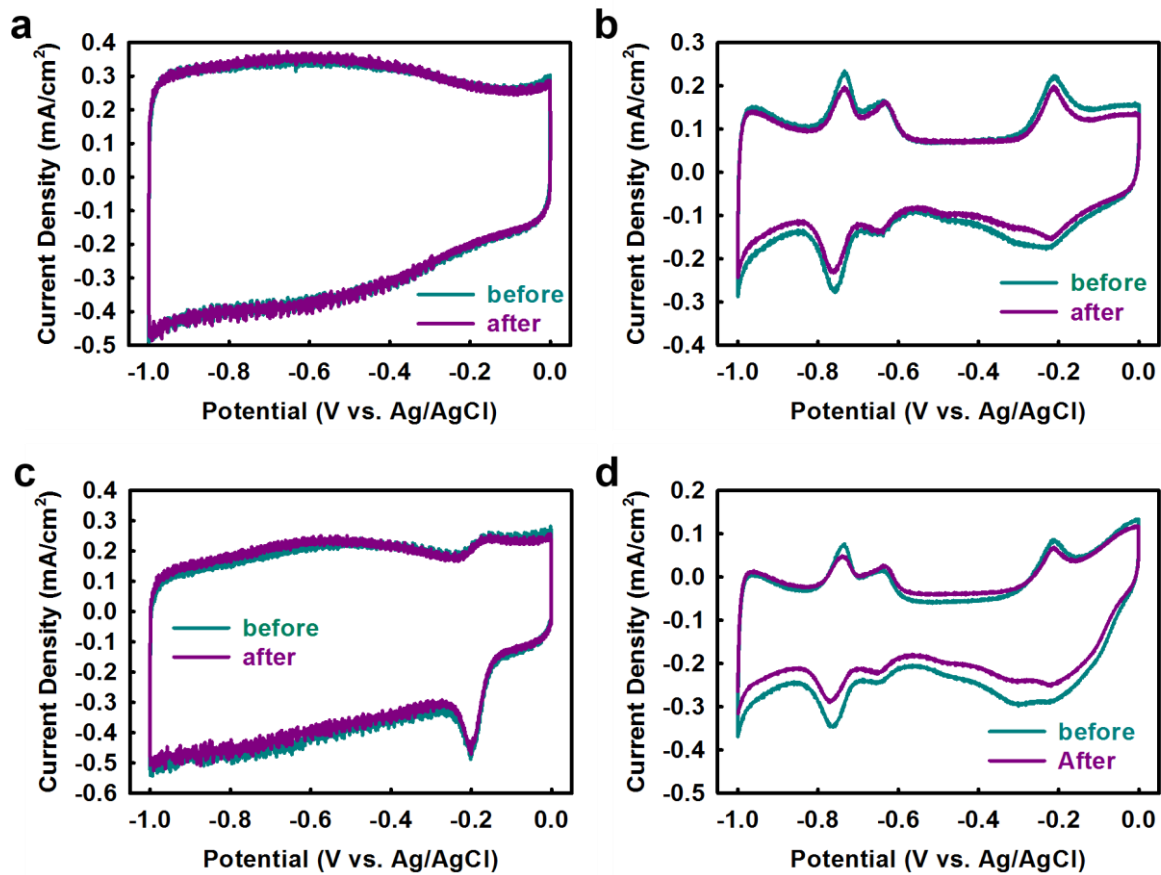 a
0.4
0.3
0.2
0.1
0.0
-0.1
-0.2
-0.3
-0.4
-0.5
Current Density (mA/cm²)
before
after
-1.0 -0.8 -0.6 -0.4 -0.2 0.0
Potential (V vs. Ag/AgCl)
b
0.3
0.2
0.1
0.0
-0.1
-0.2
-0.3
-0.4
Current Density (mA/cm²)
before
after
-1.0 -0.8 -0.6 -0.4 -0.2 0.0
Potential (V vs. Ag/AgCl)
c
0.4
0.3
0.2
0.1
0.0
-0.1
-0.2
-0.3
-0.4
-0.5
-0.6
Current Density (mA/cm²)
before
after
-1.0 -0.8 -0.6 -0.4 -0.2 0.0
Potential (V vs. Ag/AgCl)
d
0.2
0.1
0.0
-0.1
-0.2
-0.3
-0.4
-0.5
Current Density (mA/cm²)
before
After
-1.0 -0.8 -0.6 -0.4 -0.2 0.0
Potential (V vs. Ag/AgCl)